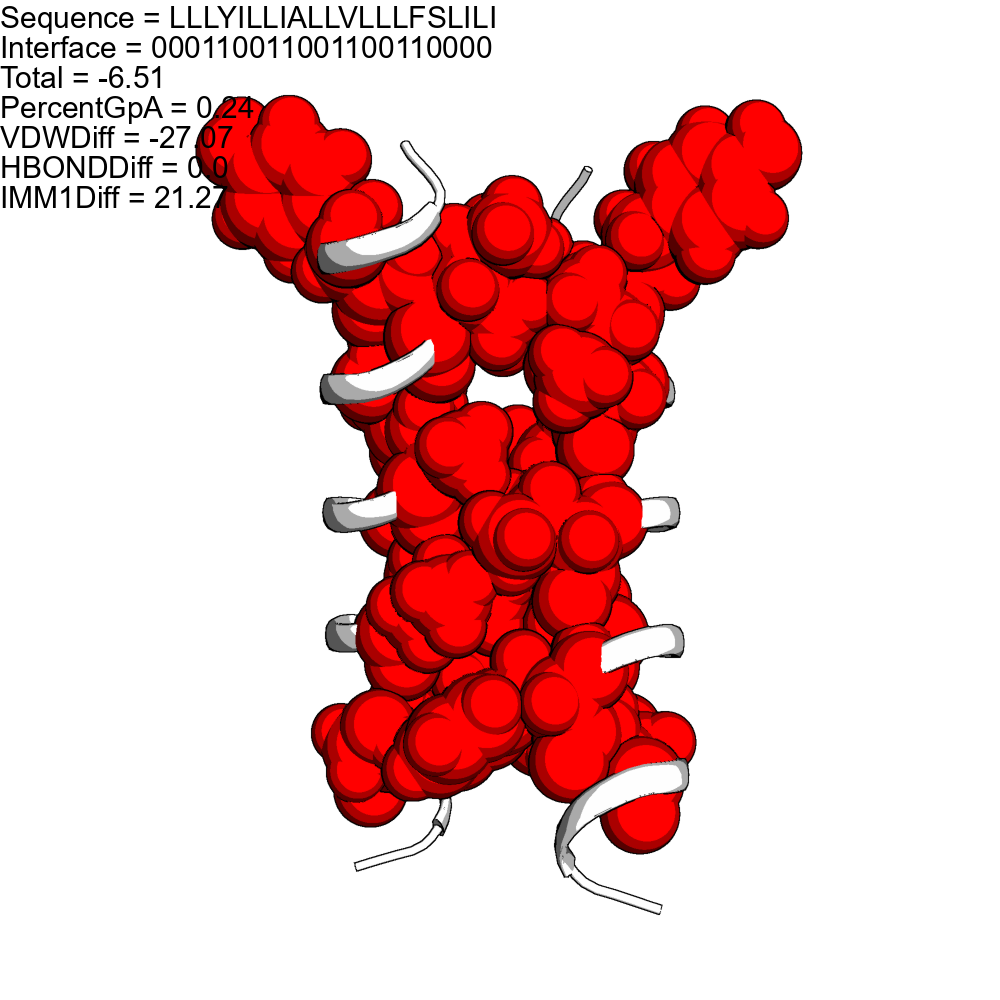 Sequence = LLLYILLIALLVLLLFSLILI
Interface = 000110011001100110000
Total = -6.51
PercentGpA = 0.24
VDWDiff = -27.07
HBONDDiff = 0.0
IMM1Diff = 21.27